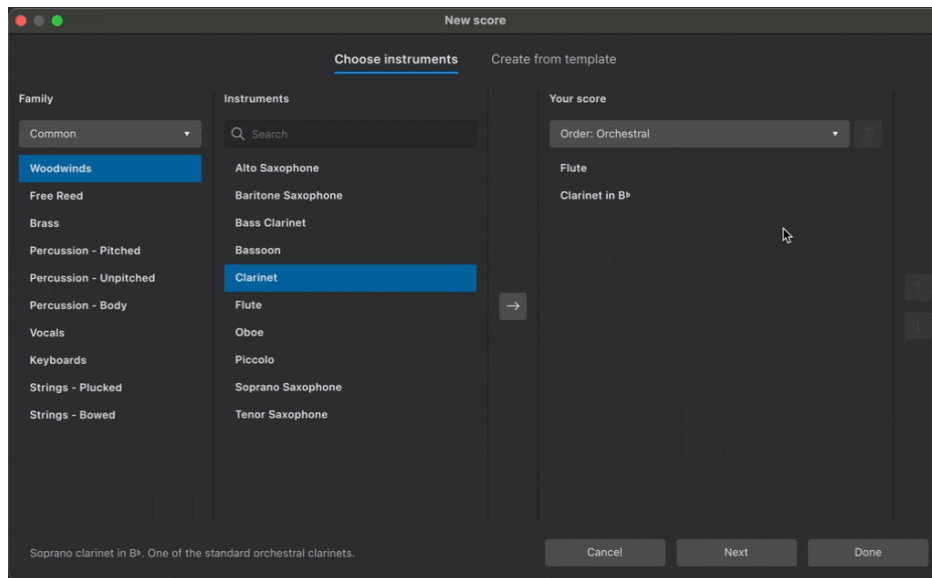 New score
Choose instruments
Create from template
Family
Common
Woodwinds
Free Reed
Brass
Percussion - Pitched
Percussion - Unpitched
Percussion - Body
Vocals
Keyboards
Strings - Plucked
Strings - Bowed
Instruments
Search
Alto Saxophone
Baritone Saxophone
Bass Clarinet
Bassoon
Clarinet
Flute
Oboe
Piccolo
Soprano Saxophone
Tenor Saxophone
Your score
Order: Orchestral
Flute
Clarinet in B♭
Soprano clarinet in B♭. One of the standard orchestral clarinets.
Cancel
Next
Done